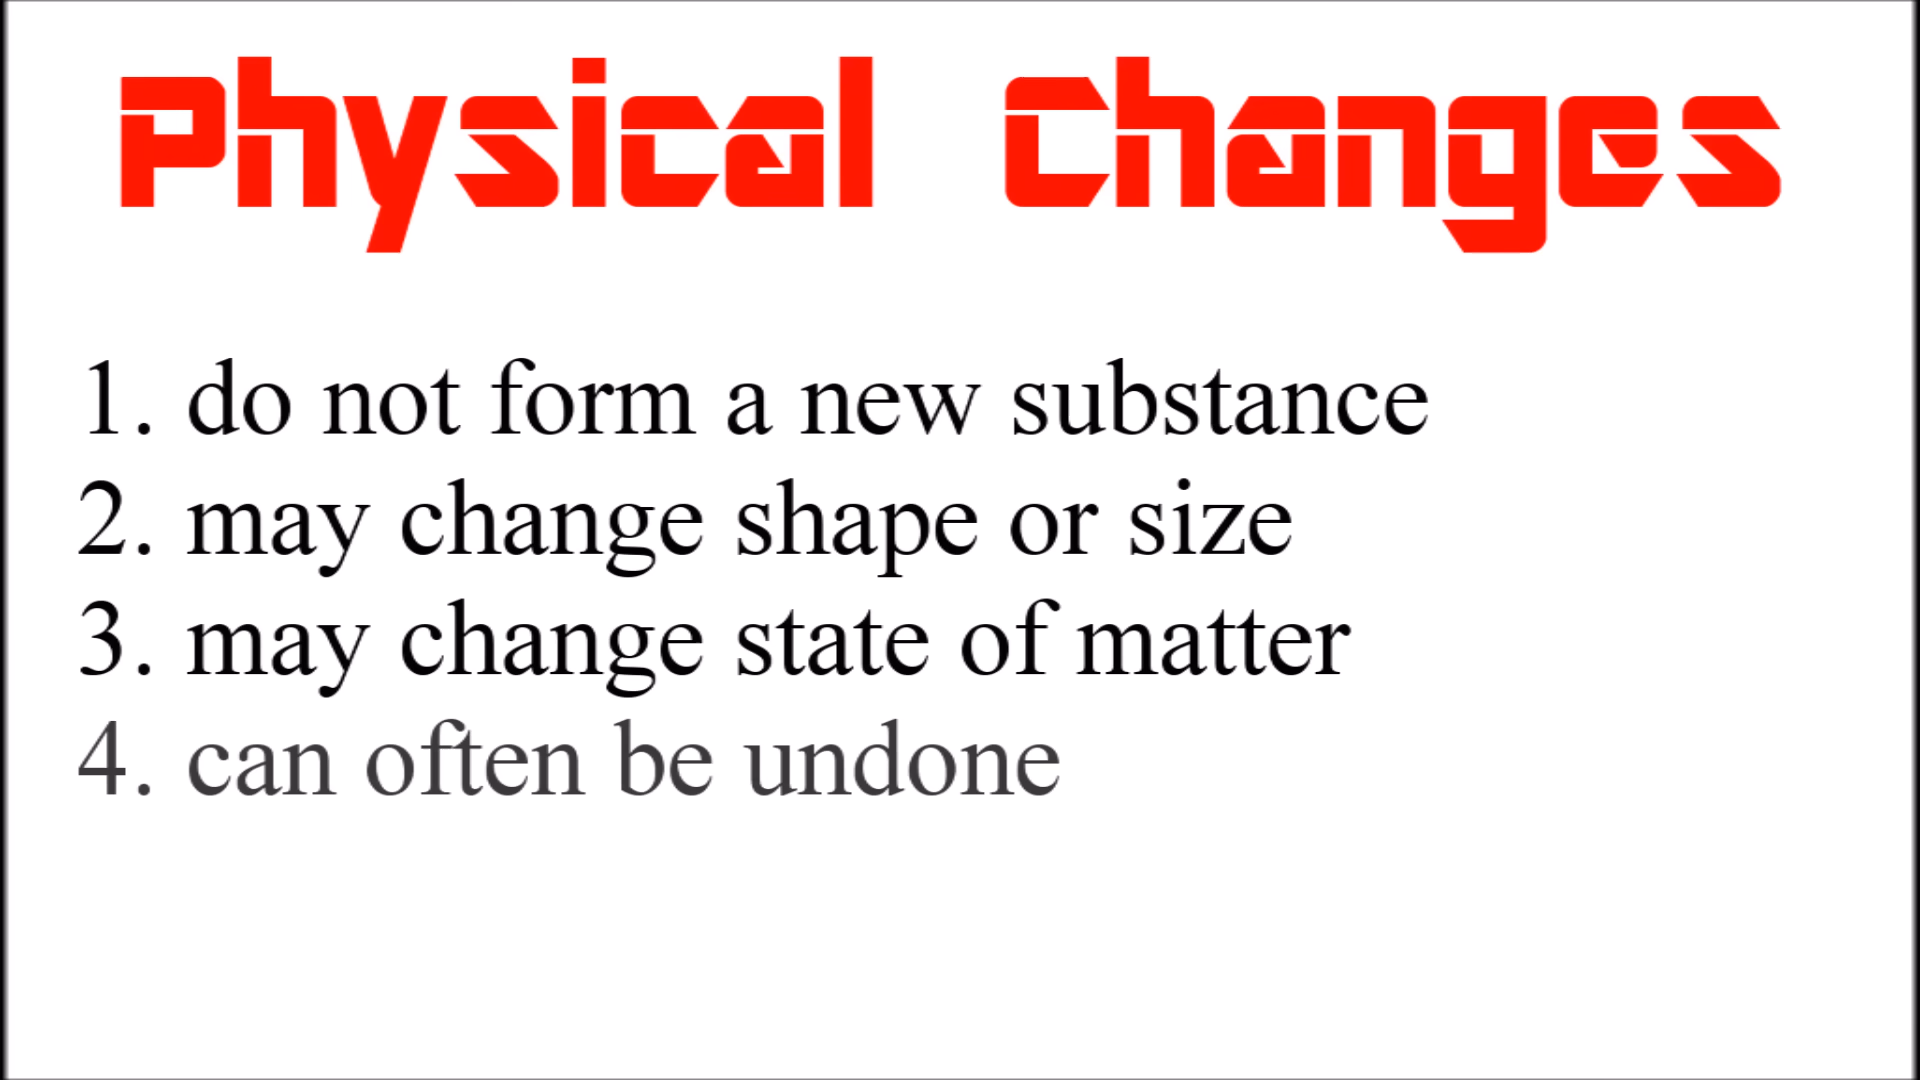 Physical Changes
1. do not form a new substance
2. may change shape or size
3. may change state of matter
4. can often be undone